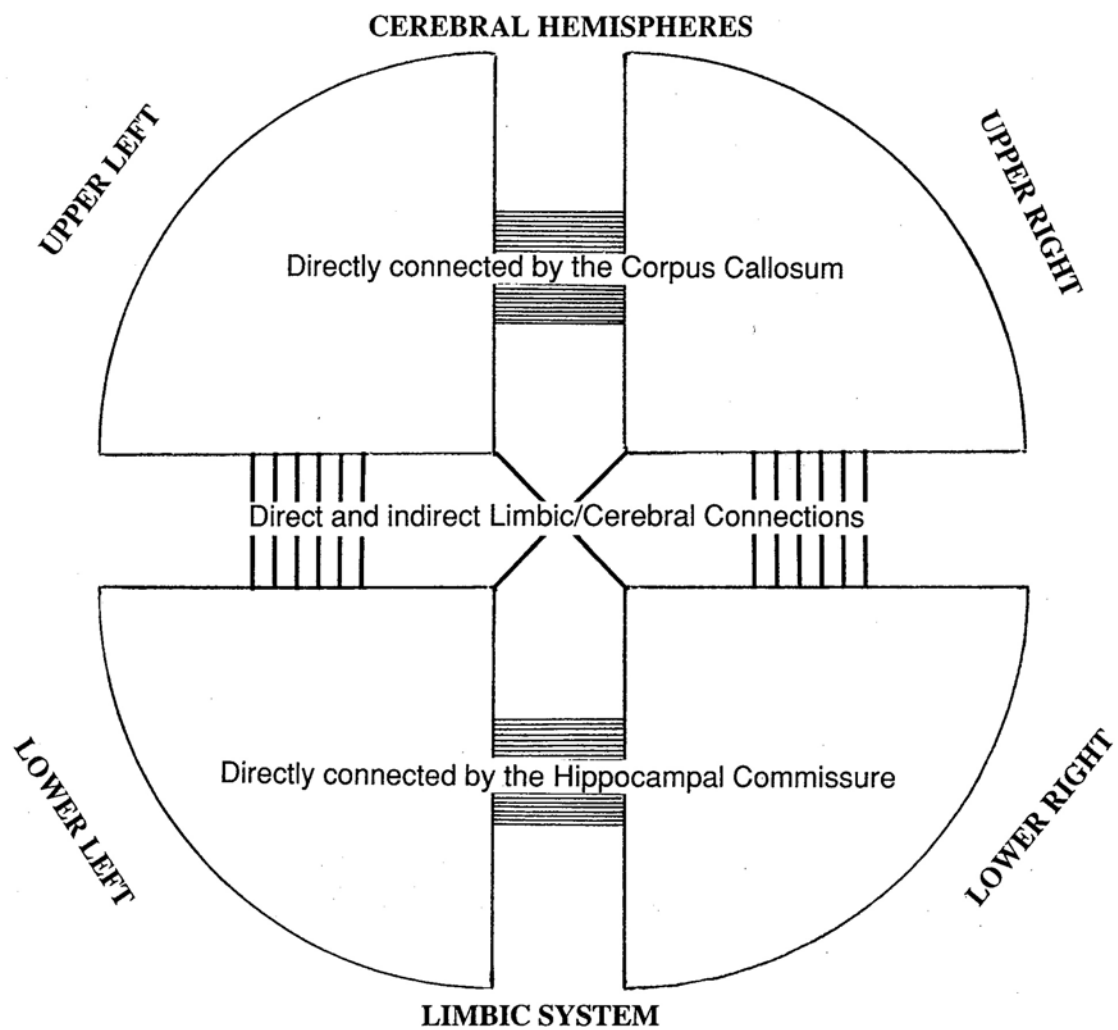 CEREBRAL HEMISPHERES
UPPER LEFT
UPPER RIGHT
Directly connected by the Corpus Callosum
Direct and indirect Limbic/Cerebral Connections
Directly connected by the Hippocampal Commissure
LOWER LEFT
LOWER RIGHT
LIMBIC SYSTEM